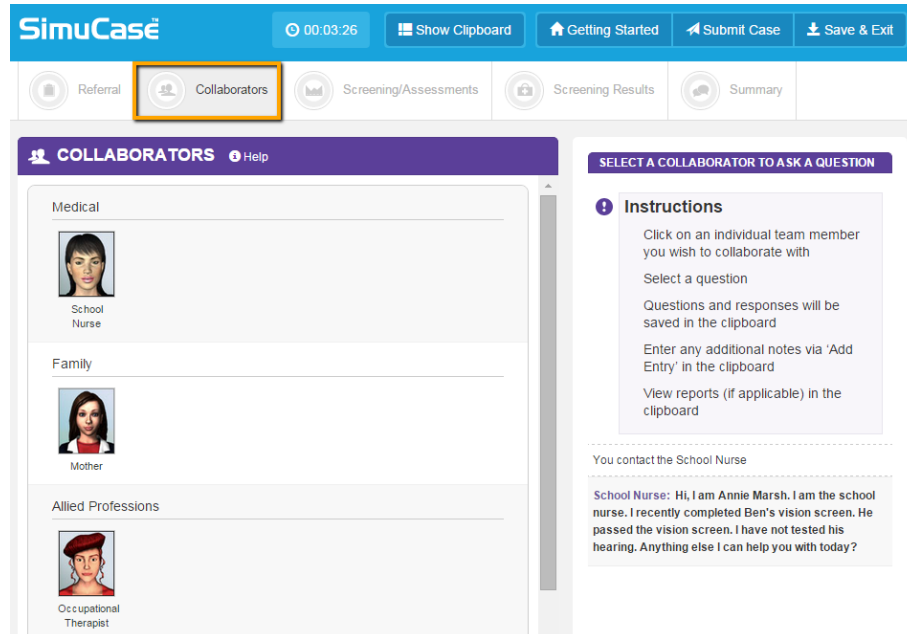 SimuCase™
00:03:26
Show Clipboard
Getting Started
Submit Case
Save & Exit
Referral
Collaborators
Screening/Assessments
Screening Results
Summary
COLLABORATORS Help
Medical
School
Nurse
Family
Mother
Allied Professions
Occupational
Therapist
SELECT A COLLABORATOR TO ASK A QUESTION
Instructions
Click on an individual team member
you wish to collaborate with
Select a question
Questions and responses will be
saved in the clipboard
Enter any additional notes via ‘Add
Entry’ in the clipboard
View reports (if applicable) in the
clipboard
You contact the School Nurse
School Nurse: Hi, I am Annie Marsh. I am the school
nurse. I recently completed Ben's vision screen. He
passed the vision screen. I have not tested his
hearing. Anything else I can help you with today?